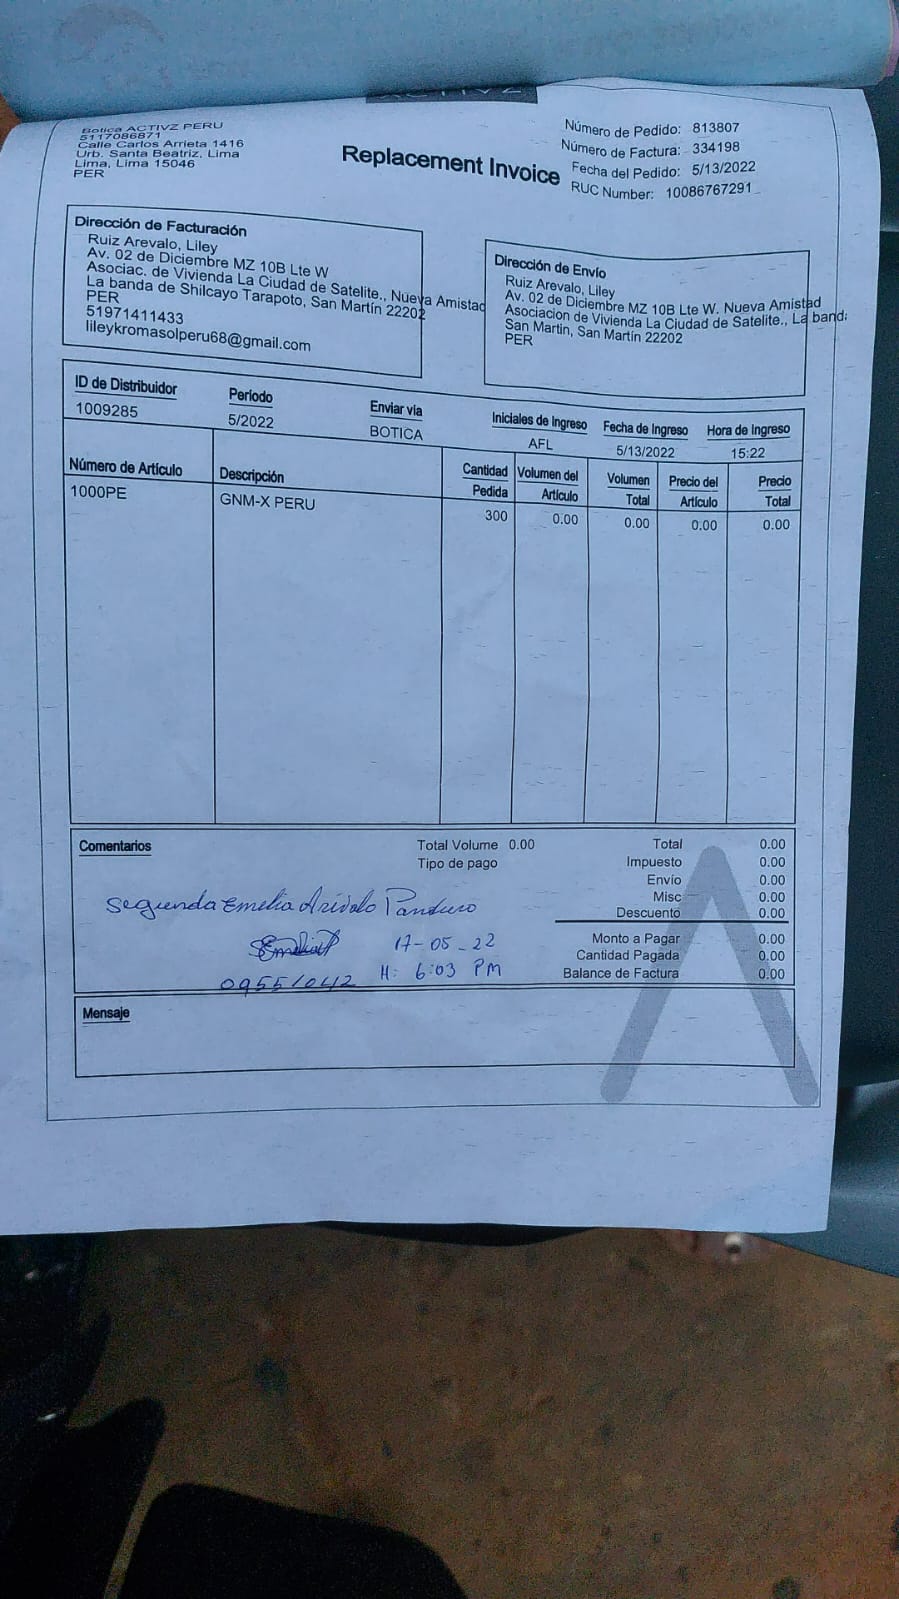 ACTIVZ
Botica ACTIVZ PERU
5117086871
Calle Carlos Arrieta 1416
Urb. Santa Beatriz, Lima
Lima, Lima 15046
PER
Replacement Invoice
Número de Pedido: 813807
Número de Factura: 334198
Fecha del Pedido: 5/13/2022
RUC Number: 10086767291
Dirección de Facturación
Ruiz Arevalo, Liley
Av. 02 de Diciembre MZ 10B Lte W
Asociac. de Vivienda La Ciudad de Satelite., Nueva Amistad
La banda de Shilcayo Tarapoto, San Martín 22202
PER
51971411433
lileykromasolperu68@gmail.com
Dirección de Envío
Ruiz Arevalo, Liley
Av. 02 de Diciembre MZ 10B Lte W. Nueva Amistad
Asociacion de Vivienda La Ciudad de Satelite., La banda
San Martin, San Martín 22202
PER
ID de Distribuidor Período Enviar vía Iniciales de Ingreso Fecha de Ingreso Hora de Ingreso
1009285 5/2022 BOTICA AFL 5/13/2022 15:22
Número de Artículo Descripción Cantidad Pedida Volumen del Artículo Volumen Total Precio del Artículo Precio Total
1000PE GNM-X PERU 300 0.00 0.00 0.00 0.00
Comentarios
Total Volume 0.00
Tipo de pago
Total 0.00
Impuesto 0.00
Envío 0.00
Misc 0.00
Descuento 0.00
Monto a Pagar 0.00
Cantidad Pagada 0.00
Balance de Factura 0.00
Segunda Emelia Arévalo Panduro
17-05-22
H: 6:03 PM
Mensaje